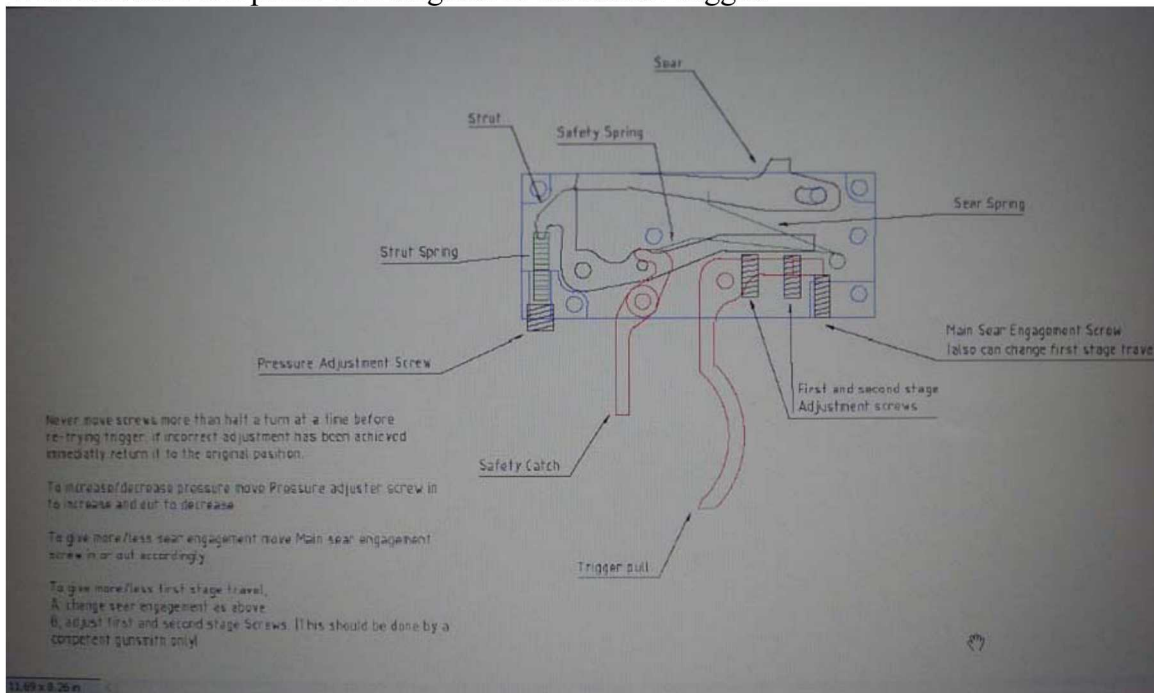 Sear
Strut
Safety Spring
Sear Spring
Strut Spring
Main Sear Engagement Screw
(also can change first stage trave
Pressure Adjustment Screw
First and second stage
Adjustment screws
Never move screws more than half a turn at a time before
re-trying trigger, if incorrect adjustment has been achieved
immediatly return it to the original position.
Safety Catch
To increase/decrease pressure move Pressure adjuster screw in
to increase and out to decrease
To give more/less sear engagement move Main sear engagement
screw in or out accordingly
Trigger pull
To give more/less first stage travel,
A, change sear engagement as above
B, adjust first and second stage Screws. (This should be done by a
competent gunsmith only)
11.69 x 8.26 in